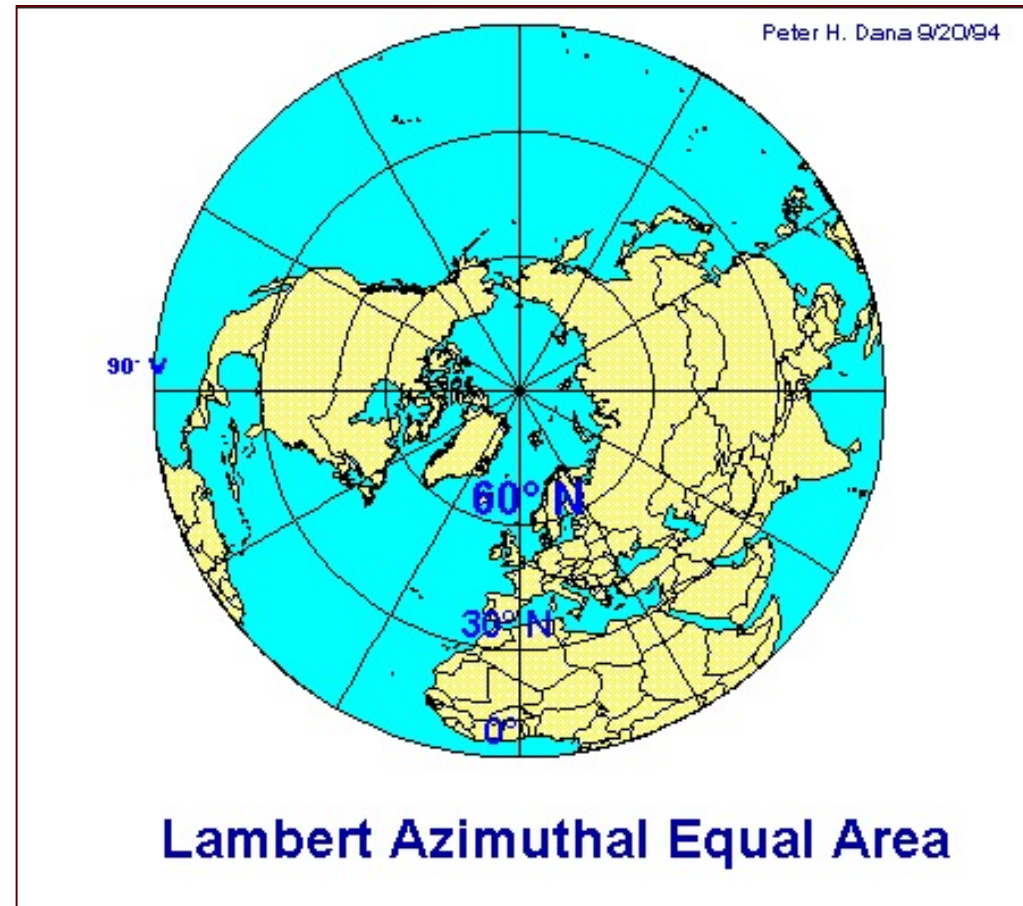 Peter H. Dana 9/20/94
90° W
60° N
30° N
0°
Lambert Azimuthal Equal Area